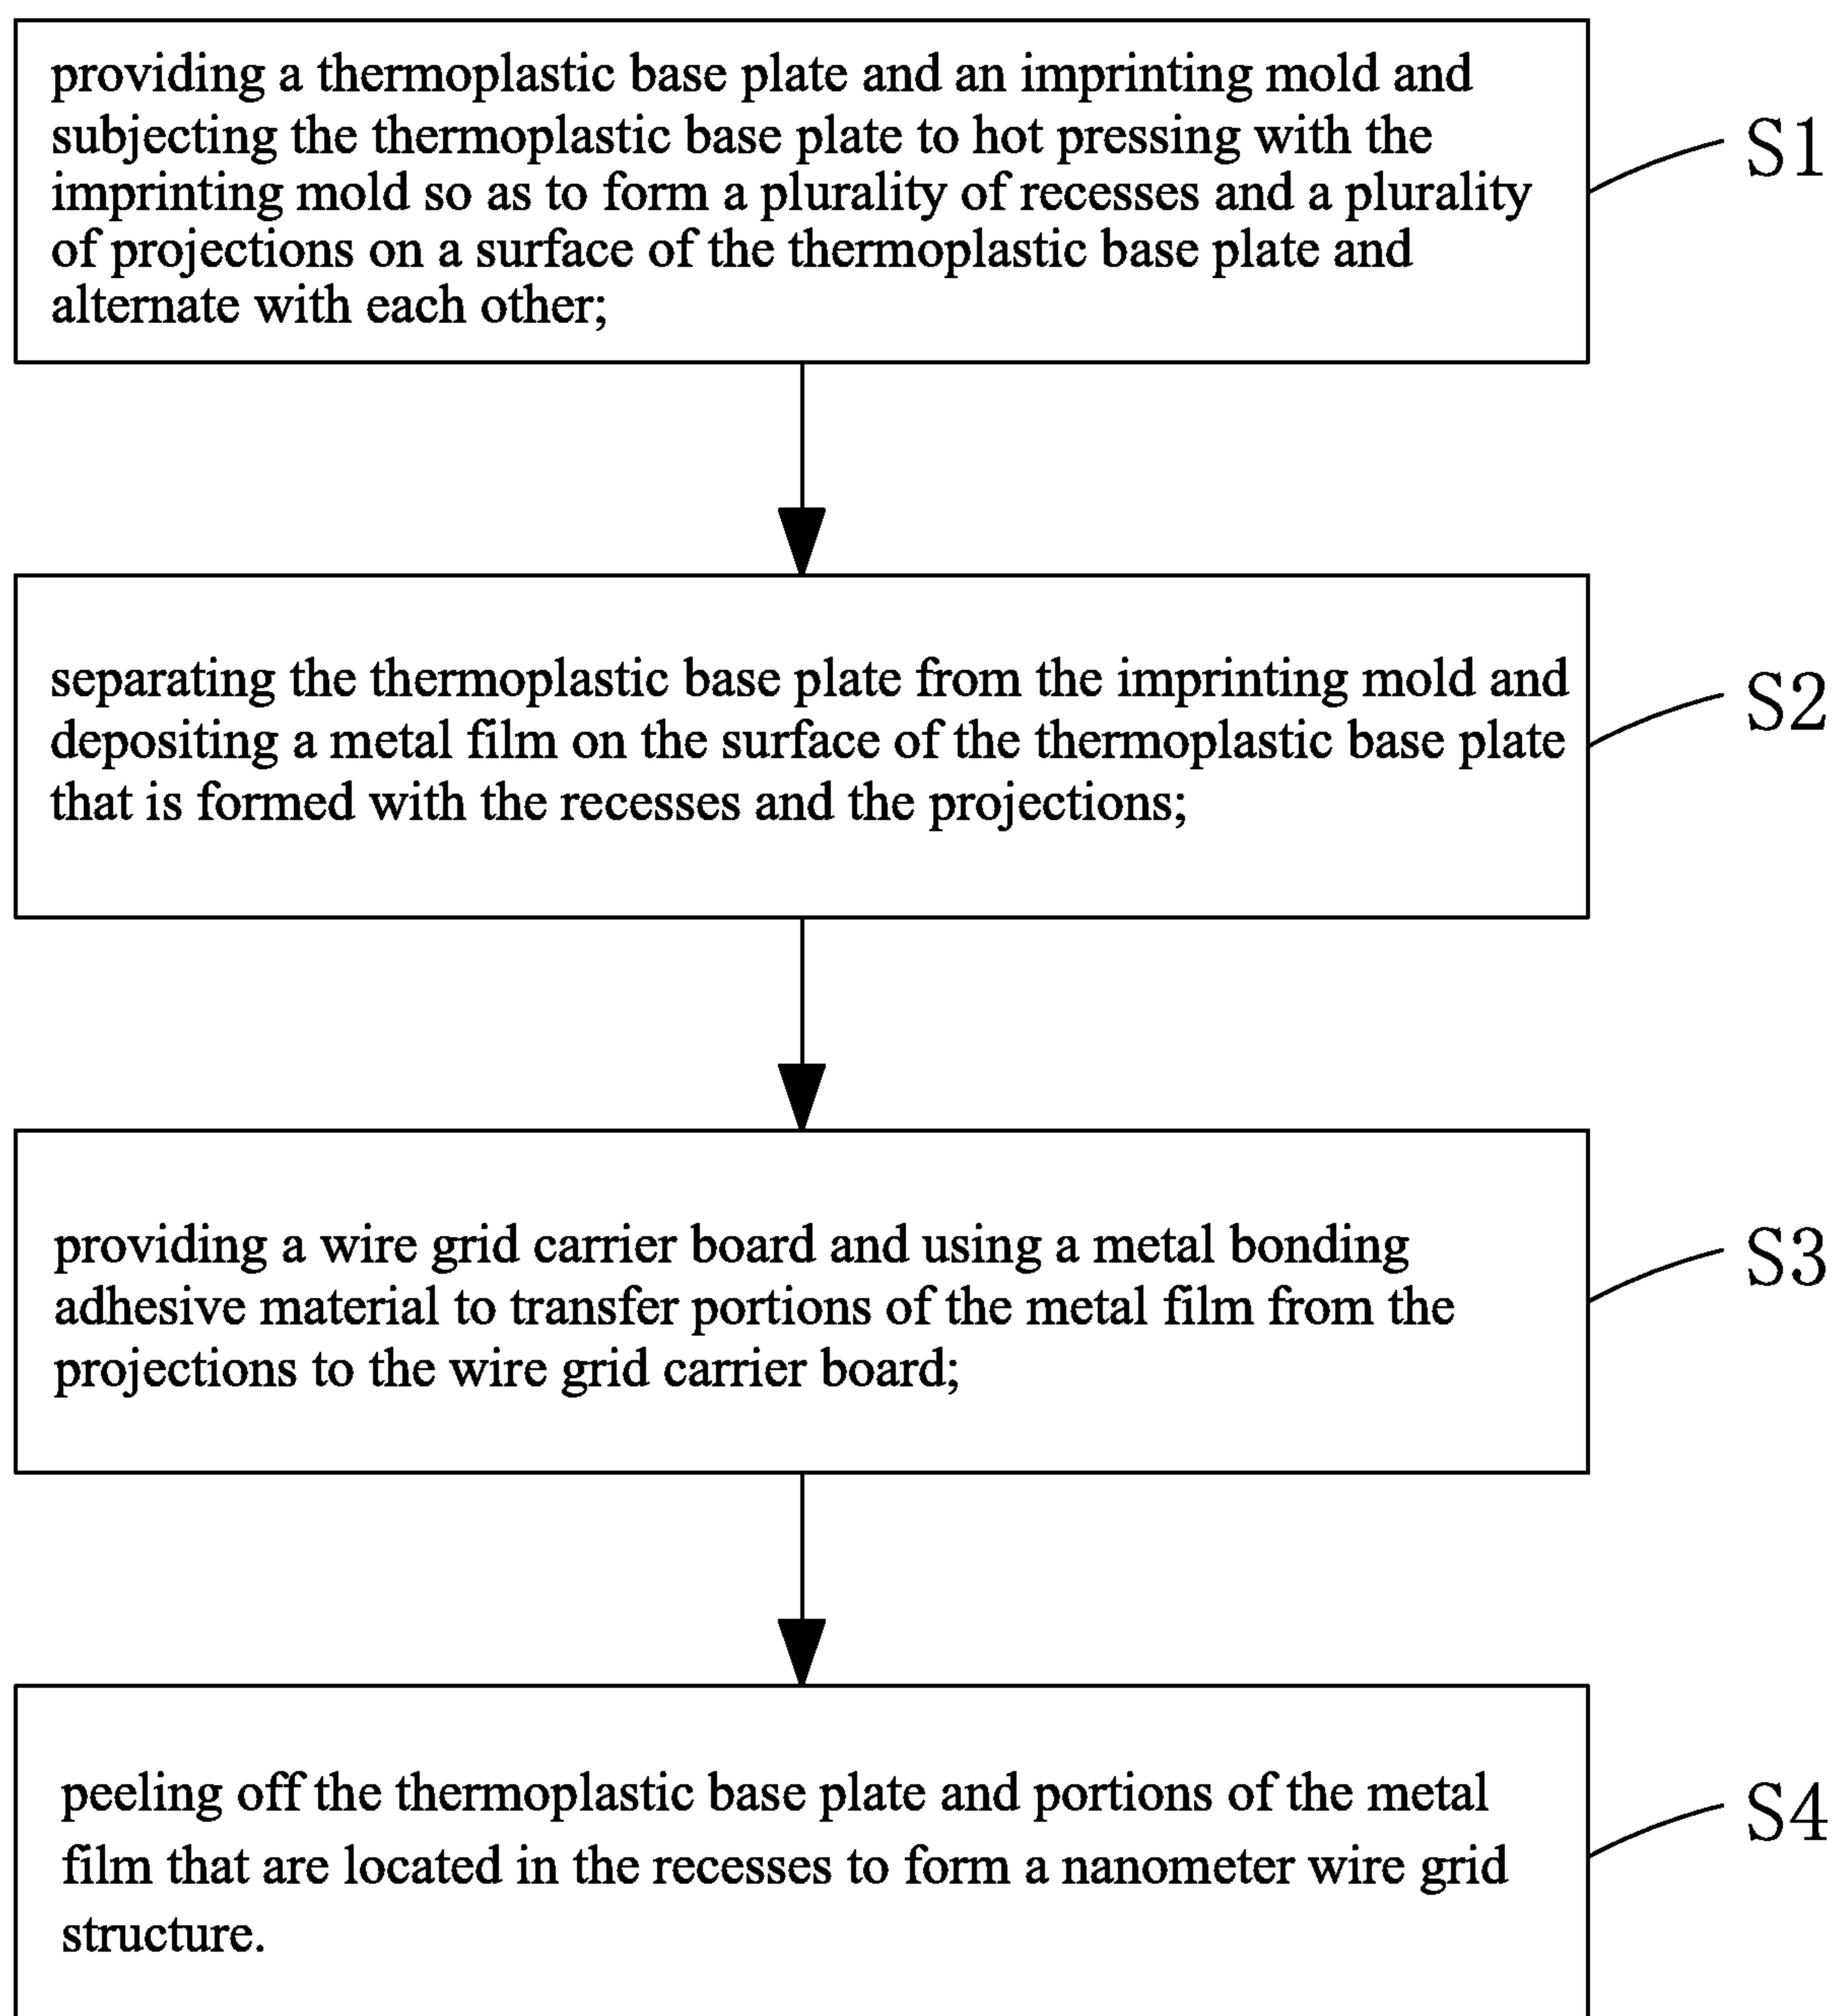 providing a thermoplastic base plate and an imprinting mold and
subjecting the thermoplastic base plate to hot pressing with the
imprinting mold so as to form a plurality of recesses and a plurality
of projections on a surface of the thermoplastic base plate and
alternate with each other;
S1
separating the thermoplastic base plate from the imprinting mold and
depositing a metal film on the surface of the thermoplastic base plate
that is formed with the recesses and the projections;
S2
providing a wire grid carrier board and using a metal bonding
adhesive material to transfer portions of the metal film from the
projections to the wire grid carrier board;
S3
peeling off the thermoplastic base plate and portions of the metal
film that are located in the recesses to form a nanometer wire grid
structure.
S4